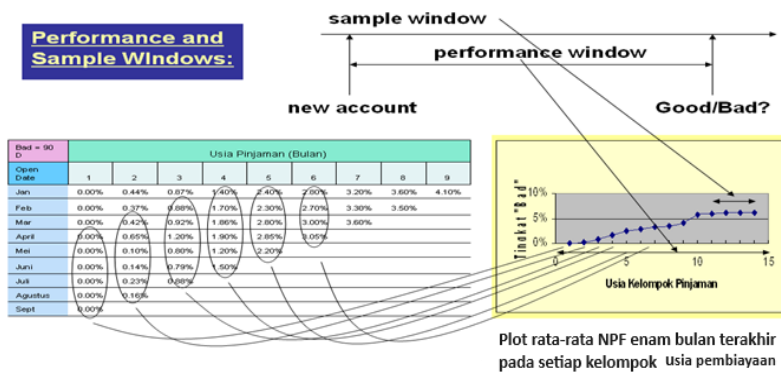 sample window
Performance and
Sample WIndows:
performance window
new account
Good/Bad?
Bad = 90
D
Usia Pinjaman (Bulan)
Open
Date
1 2 3 4 5 6 7 8 9
Jan 0.00% 0.44% 0.87% 1.40% 2.40% 2.80% 3.20% 3.60% 4.10%
Feb 0.00% 0.37% 0.88% 1.70% 2.30% 2.70% 3.30% 3.50%
Mar 0.00% 0.42% 0.92% 1.86% 2.80% 3.00% 3.60%
April 0.00% 0.65% 1.20% 1.90% 2.85% 3.05%
Mei 0.00% 0.10% 0.80% 1.20% 2.20%
Juni 0.00% 0.14% 0.79% 1.50%
Juli 0.00% 0.23% 0.88%
Agustus 0.00% 0.16%
Sept 0.00%
Tingkat "Bad"
10%
5%
0%
0 5 10 15
Usia Kelompok Pinjaman
Plot rata-rata NPF enam bulan terakhir
pada setiap kelompok usia pembiayaan